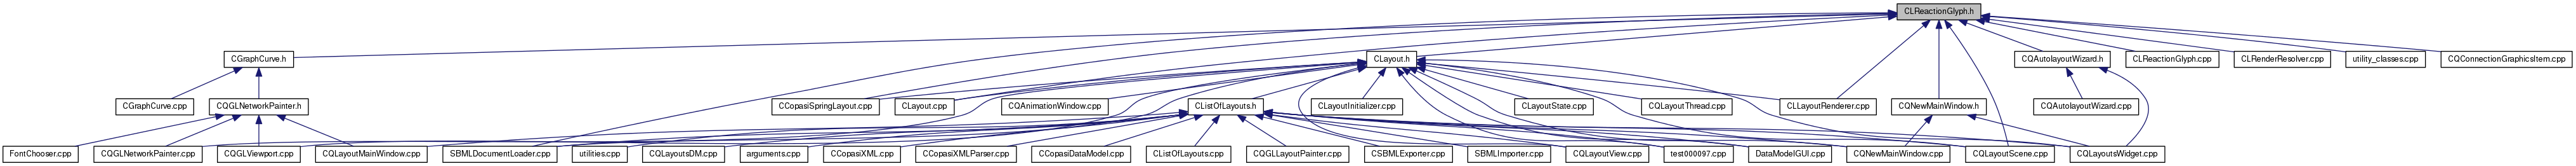 CLReactionGlyph.h
CGraphCurve.h
CLayout.h
CQAutolayoutWizard.h
CLReactionGlyph.cpp
CLRenderResolver.cpp
utility_classes.cpp
CQConnectionGraphicsItem.cpp
CGraphCurve.cpp
CQGLNetworkPainter.h
CCopasiSpringLayout.cpp
CLayout.cpp
CQAnimationWindow.cpp
CListOfLayouts.h
CLayoutInitializer.cpp
CLayoutState.cpp
CQLayoutThread.cpp
CLLayoutRenderer.cpp
CQNewMainWindow.h
CQAutolayoutWizard.cpp
FontChooser.cpp
CQGLNetworkPainter.cpp
CQGLViewport.cpp
CQLayoutMainWindow.cpp
SBMLDocumentLoader.cpp
utilities.cpp
CQLayoutsDM.cpp
arguments.cpp
CCopasiXML.cpp
CCopasiXMLParser.cpp
CCopasiDataModel.cpp
CListOfLayouts.cpp
CQGLLayoutPainter.cpp
CSBMLExporter.cpp
SBMLImporter.cpp
CQLayoutView.cpp
test000097.cpp
DataModelGUI.cpp
CQNewMainWindow.cpp
CQLayoutScene.cpp
CQLayoutsWidget.cpp